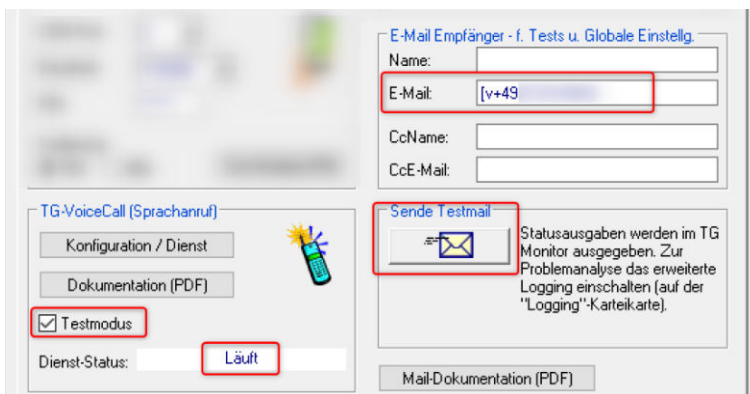 E-Mail Empfänger - f. Tests u. Globale Einstellg.
Name:
E-Mail: [v+49
CcName:
CcE-Mail:
TG-VoiceCall (Sprachanruf)
Konfiguration / Dienst
Dokumentation (PDF)
Testmodus
Dienst-Status: Läuft
Sende Testmail
Statusausgaben werden im TG
Monitor ausgegeben. Zur
Problemanalyse das erweiterte
Logging einschalten (auf der
"Logging"-Karteikarte).
Mail-Dokumentation (PDF)